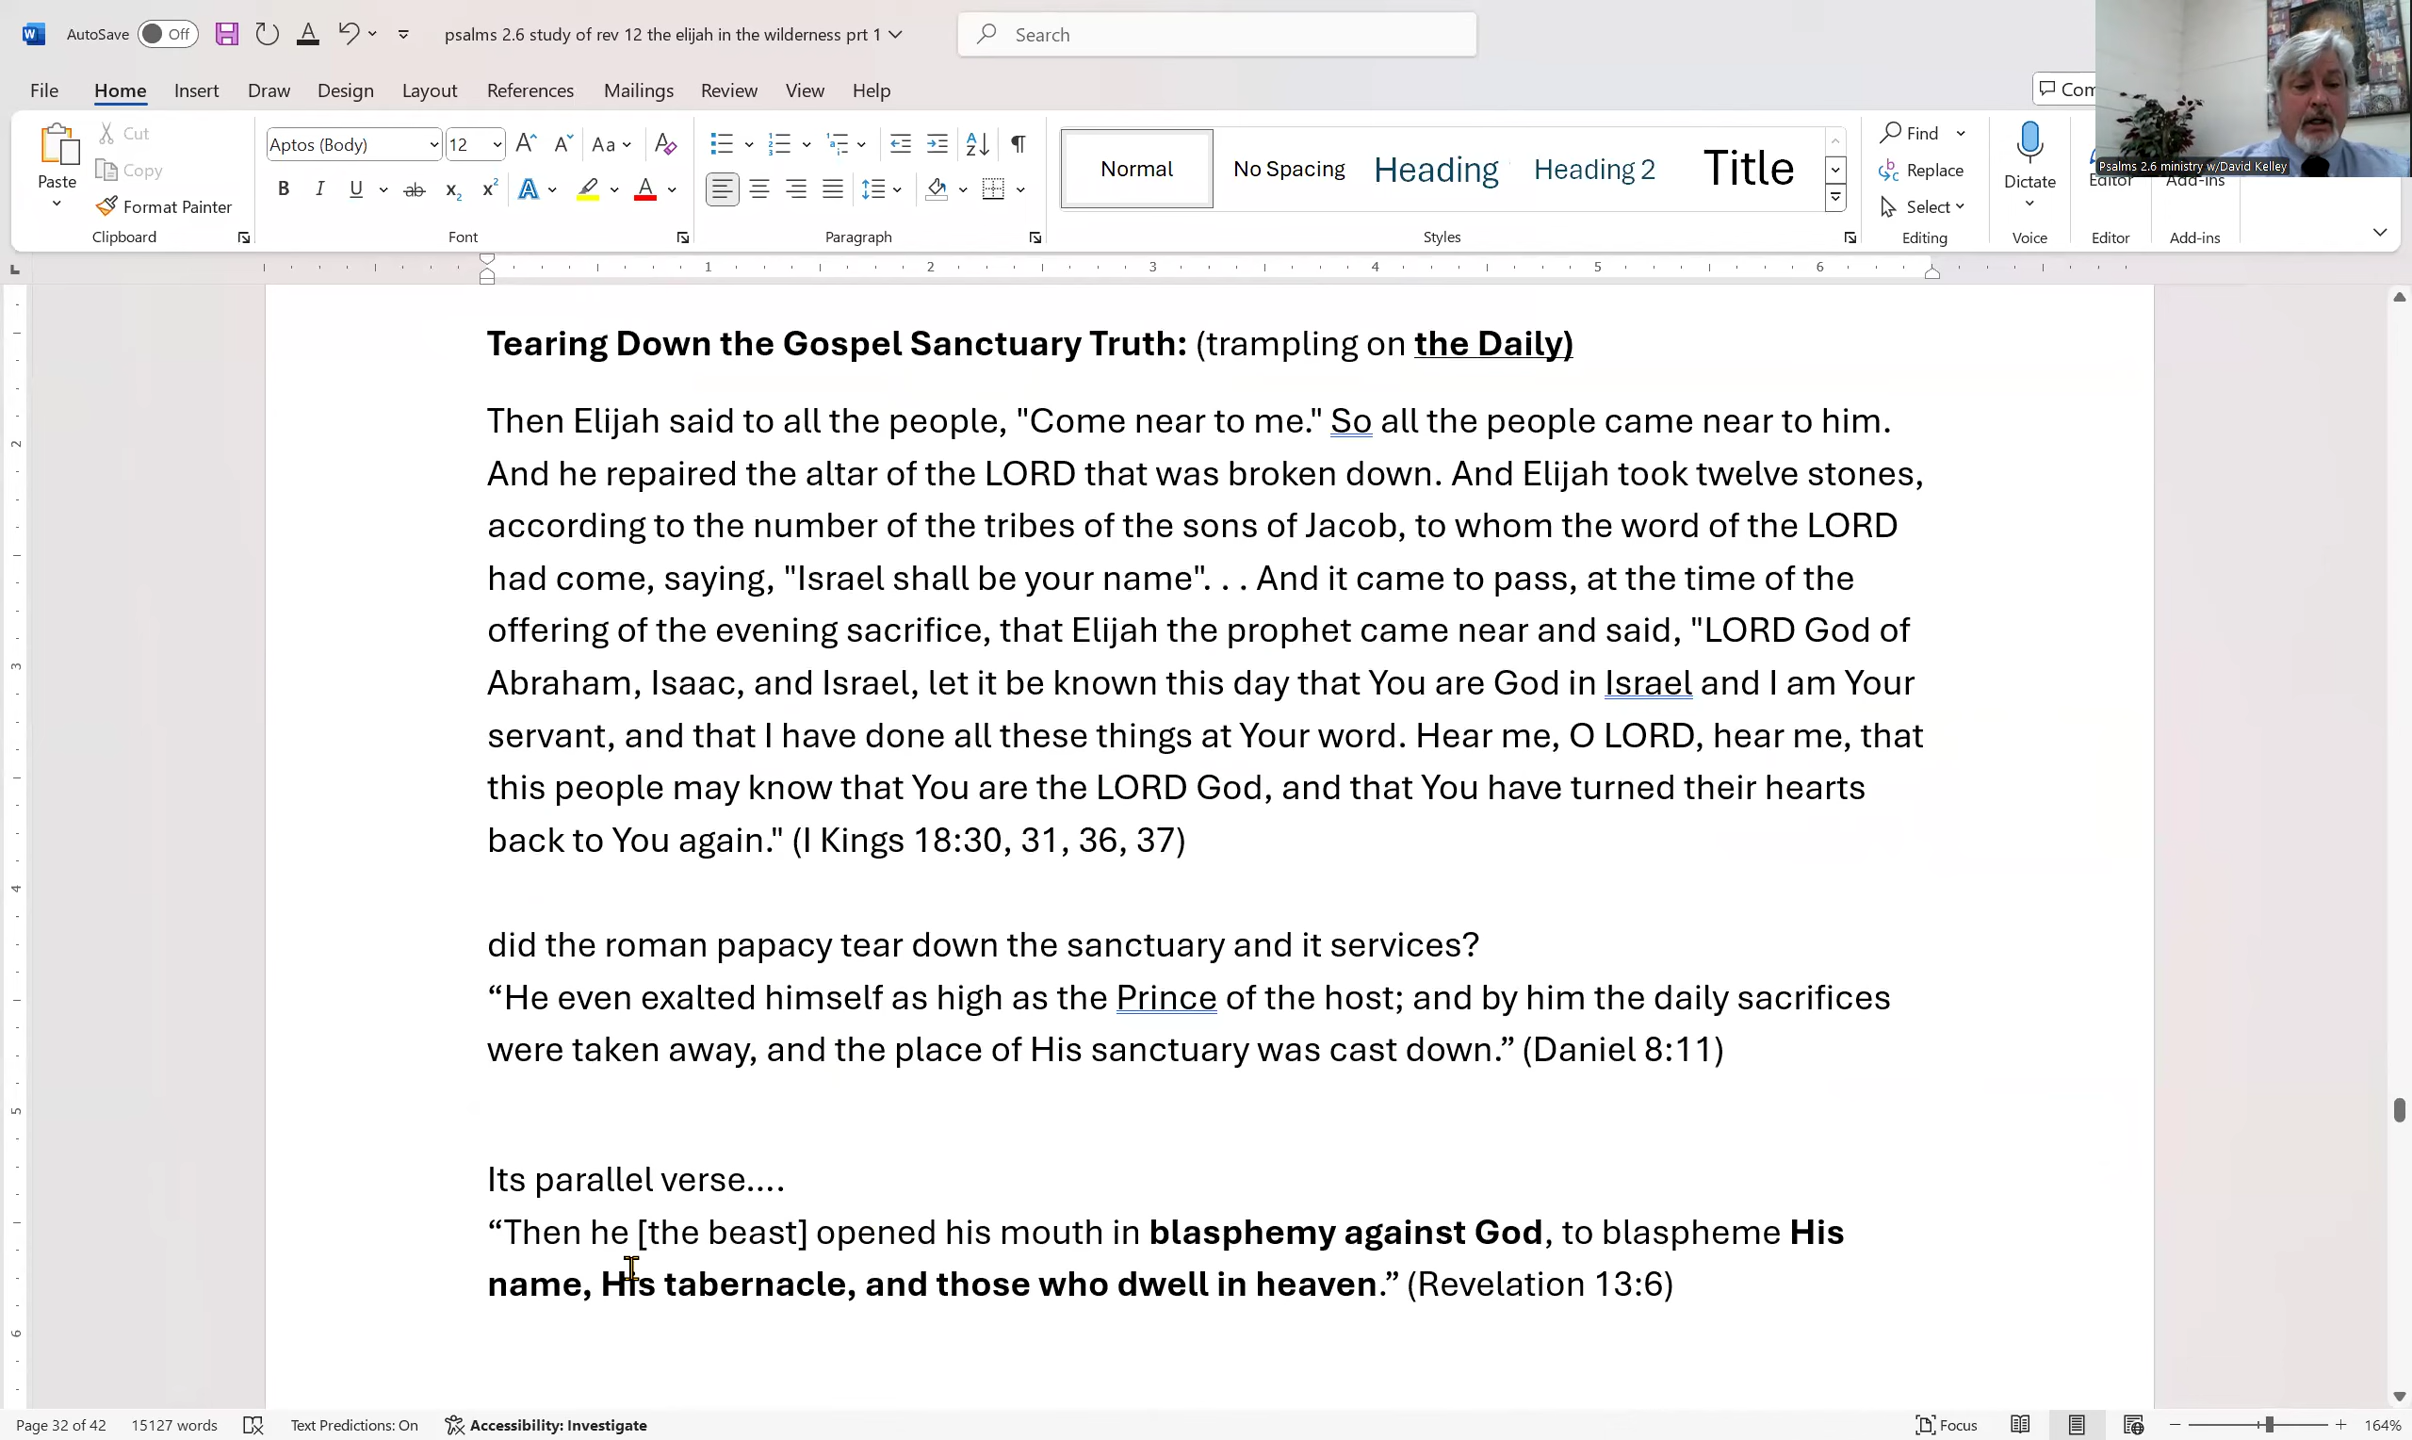 AutoSave Off psalms 2.6 study of rev 12 the elijah in the wilderness prt 1 Search
File Home Insert Draw Design Layout References Mailings Review View Help
Psalms 2.6 ministry w/David Kelley
Paste Cut Copy Format Painter
Clipboard
Aptos (Body) 12
Font
Paragraph
Normal No Spacing Heading Heading 2 Title
Styles
Find Replace Select
Editing
Dictate
Voice
Editor
Editor
Add-ins
Add-ins
1 2 3 4 5 6
Tearing Down the Gospel Sanctuary Truth: (trampling on the Daily)
Then Elijah said to all the people, "Come near to me." So all the people came near to him.
And he repaired the altar of the LORD that was broken down. And Elijah took twelve stones,
according to the number of the tribes of the sons of Jacob, to whom the word of the LORD
had come, saying, "Israel shall be your name". . . And it came to pass, at the time of the
offering of the evening sacrifice, that Elijah the prophet came near and said, "LORD God of
Abraham, Isaac, and Israel, let it be known this day that You are God in Israel and I am Your
servant, and that I have done all these things at Your word. Hear me, O LORD, hear me, that
this people may know that You are the LORD God, and that You have turned their hearts
back to You again." (I Kings 18:30, 31, 36, 37)
did the roman papacy tear down the sanctuary and it services?
“He even exalted himself as high as the Prince of the host; and by him the daily sacrifices
were taken away, and the place of His sanctuary was cast down.” (Daniel 8:11)
Its parallel verse….
“Then he [the beast] opened his mouth in blasphemy against God, to blaspheme His
name, His tabernacle, and those who dwell in heaven.” (Revelation 13:6)
2
3
4
5
6
Page 32 of 42 15127 words Text Predictions: On Accessibility: Investigate Focus 164%